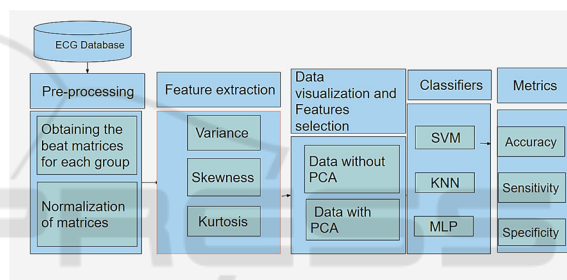 ECG Database
Pre-processing
Obtaining the
beat matrices
for each group
Normalization
of matrices
Feature extraction
Variance
Skewness
Kurtosis
Data
visualization and
Features
selection
Data without
PCA
Data with
PCA
Classifiers
SVM
KNN
MLP
Metrics
Accuracy
Sensitivity
Specificity